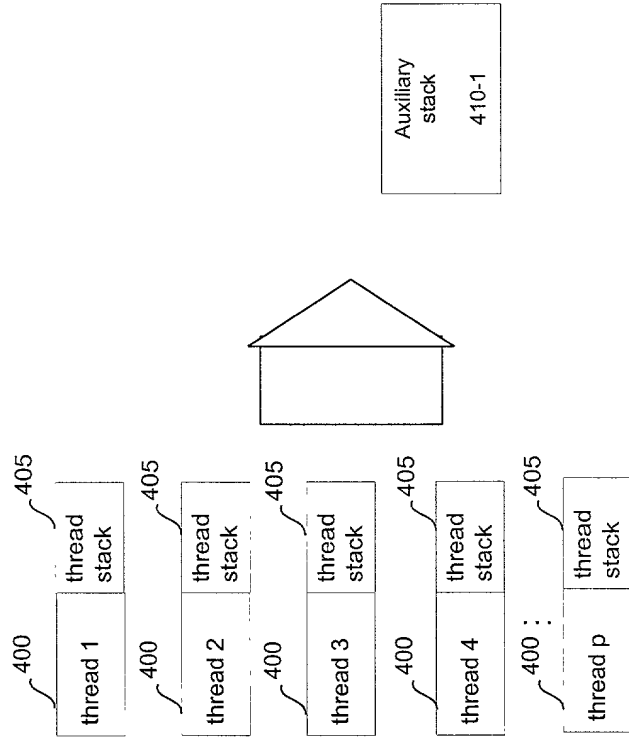 400
405
thread 1
thread
stack
400
405
thread 2
thread
stack
400
405
thread 3
thread
stack
400
405
thread 4
thread
stack
400
...
405
thread p
thread
stack
Auxiliary
stack
410-1